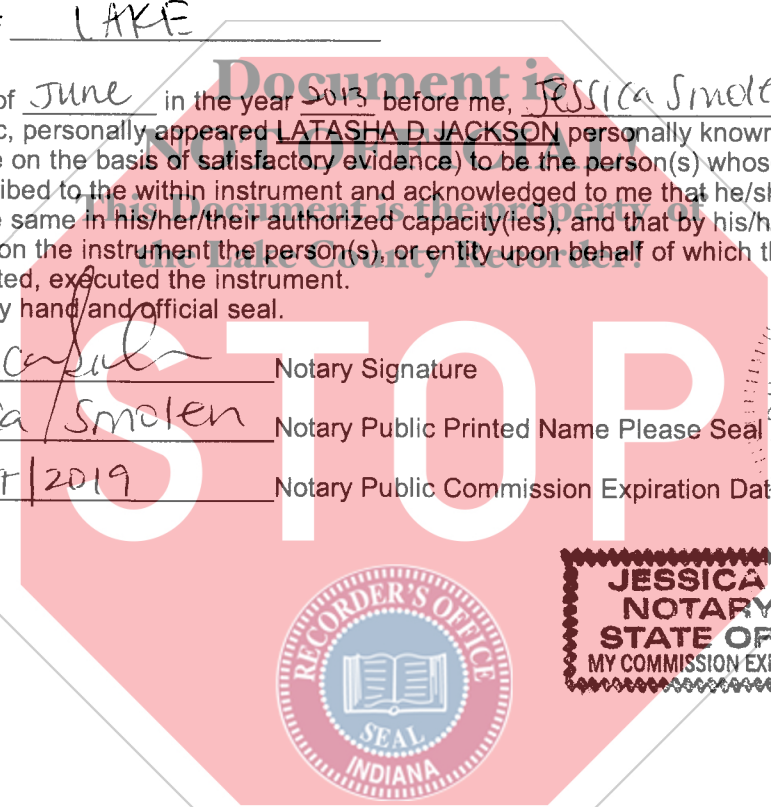 LAKE
Document is
of June in the year 2013 before me, Jessica Smole
c, personally appeared LATASHA D JACKSON personally known
NOT OFFICIAL!
e on the basis of satisfactory evidence) to be the person(s) whos
ibed to the within instrument and acknowledged to me that he/sh
This Document is the property of
e same in his/her/their authorized capacity(ies), and that by his/h
on the instrument the person(s), or entity upon behalf of which th
the Lake County Recorder!
ted, executed the instrument.
y hand and official seal.
STOP
Notary Signature
a Smolen Notary Public Printed Name Please Seal
/2019 Notary Public Commission Expiration Dat
JESSICA
NOTARY
STATE OF
MY COMMISSION EXP
RECORDER'S OFFICE
SEAL
INDIANA